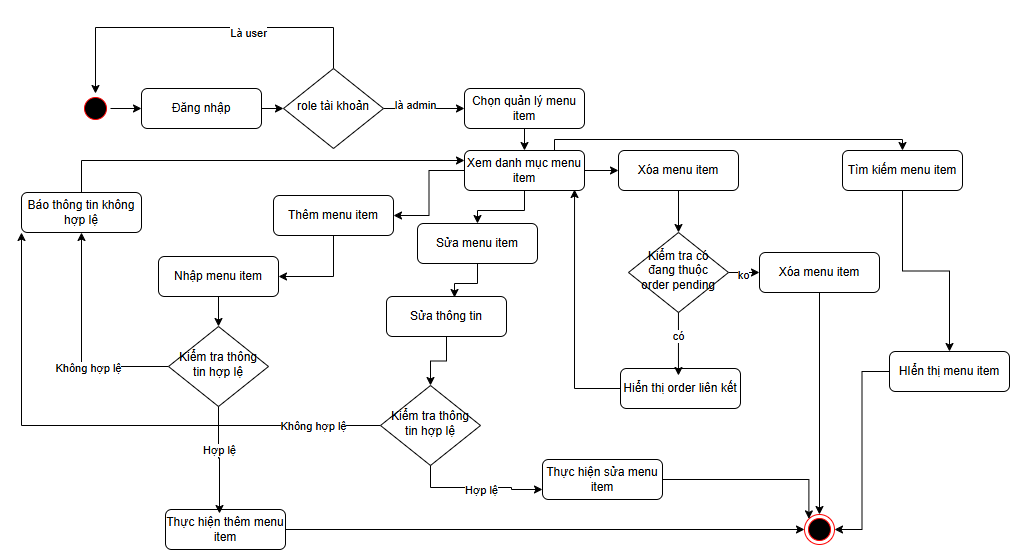 Là user
Đăng nhập
role tài khoản
là admin
Chọn quản lý menu
item
Xem danh mục menu
item
Xóa menu item
Tìm kiếm menu item
Báo thông tin không
hợp lệ
Thêm menu item
Sửa menu item
Nhập menu item
Kiểm tra có
đang thuộc
order pending
ko
Xóa menu item
Sửa thông tin
có
Kiểm tra thông
tin hợp lệ
Không hợp lệ
Hiển thị order liên kết
HIển thị menu item
Kiểm tra thông
tin hợp lệ
Không hợp lệ
Hợp lệ
Hợp lệ
Thực hiện sửa menu
item
Thực hiện thêm menu
item